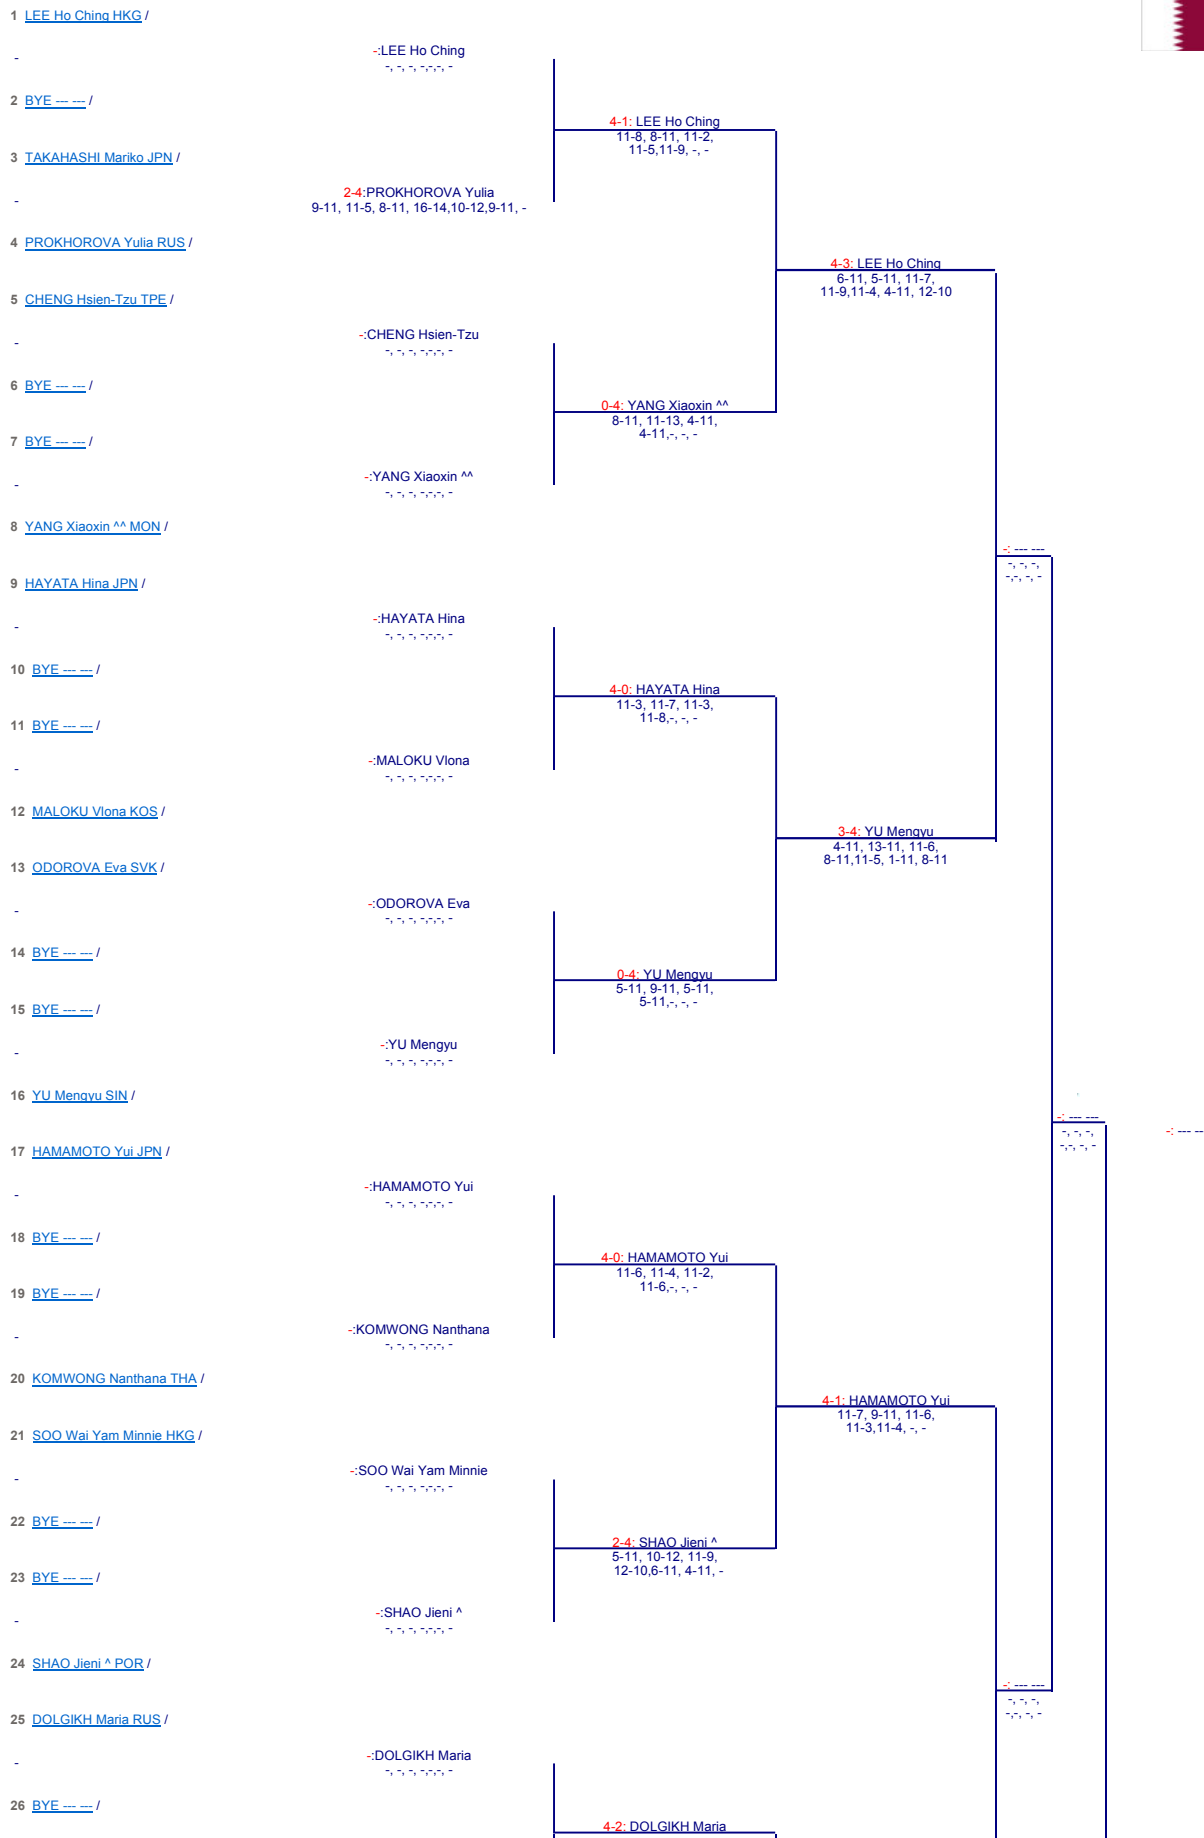 1 LEE Ho Ching HKG /
-:LEE Ho Ching
-
-, -, -, -,-,-, -
2 BYE --- --- /
4-1: LEE Ho Ching
11-8, 8-11, 11-2,
11-5,11-9, -, -
3 TAKAHASHI Mariko JPN /
2-4:PROKHOROVA Yulia
-
9-11, 11-5, 8-11, 16-14,10-12,9-11, -
4 PROKHOROVA Yulia RUS /
4-3: LEE Ho Ching
6-11, 5-11, 11-7,
11-9,11-4, 4-11, 12-10
5 CHENG Hsien-Tzu TPE /
-:CHENG Hsien-Tzu
-
-, -, -, -,-,-, -
6 BYE --- --- /
0-4: YANG Xiaoxin ^^
8-11, 11-13, 4-11,
4-11,-, -, -
7 BYE --- --- /
-:YANG Xiaoxin ^^
-
-, -, -, -,-,-, -
8 YANG Xiaoxin ^^ MON /
-: --- ---
-, -, -,
-,-, -, -
9 HAYATA Hina JPN /
-:HAYATA Hina
-
-, -, -, -,-,-, -
10 BYE --- --- /
4-0: HAYATA Hina
11-3, 11-7, 11-3,
11-8,-, -, -
11 BYE --- --- /
-:MALOKU Vlona
-
-, -, -, -,-,-, -
12 MALOKU Vlona KOS /
3-4: YU Mengyu
4-11, 13-11, 11-6,
8-11,11-5, 1-11, 8-11
13 ODOROVA Eva SVK /
-:ODOROVA Eva
-
-, -, -, -,-,-, -
14 BYE --- --- /
0-4: YU Mengyu
5-11, 9-11, 5-11,
5-11,-, -, -
15 BYE --- --- /
-:YU Mengyu
-
-, -, -, -,-,-, -
16 YU Mengyu SIN /
-: --- ---
-, -, -,
-,-, -, -
-: --- --
17 HAMAMOTO Yui JPN /
-:HAMAMOTO Yui
-
-, -, -, -,-,-, -
18 BYE --- --- /
4-0: HAMAMOTO Yui
11-6, 11-4, 11-2,
11-6,-, -, -
19 BYE --- --- /
-:KOMWONG Nanthana
-
-, -, -, -,-,-, -
20 KOMWONG Nanthana THA /
4-1: HAMAMOTO Yui
11-7, 9-11, 11-6,
11-3,11-4, -, -
21 SOO Wai Yam Minnie HKG /
-:SOO Wai Yam Minnie
-
-, -, -, -,-,-, -
22 BYE --- --- /
2-4: SHAO Jieni ^
5-11, 10-12, 11-9,
12-10,6-11, 4-11, -
23 BYE --- --- /
-:SHAO Jieni ^
-
-, -, -, -,-,-, -
24 SHAO Jieni ^ POR /
-: --- ---
-, -, -,
-,-, -, -
25 DOLGIKH Maria RUS /
-:DOLGIKH Maria
-
-, -, -, -,-,-, -
26 BYE --- --- /
4-2: DOLGIKH Maria